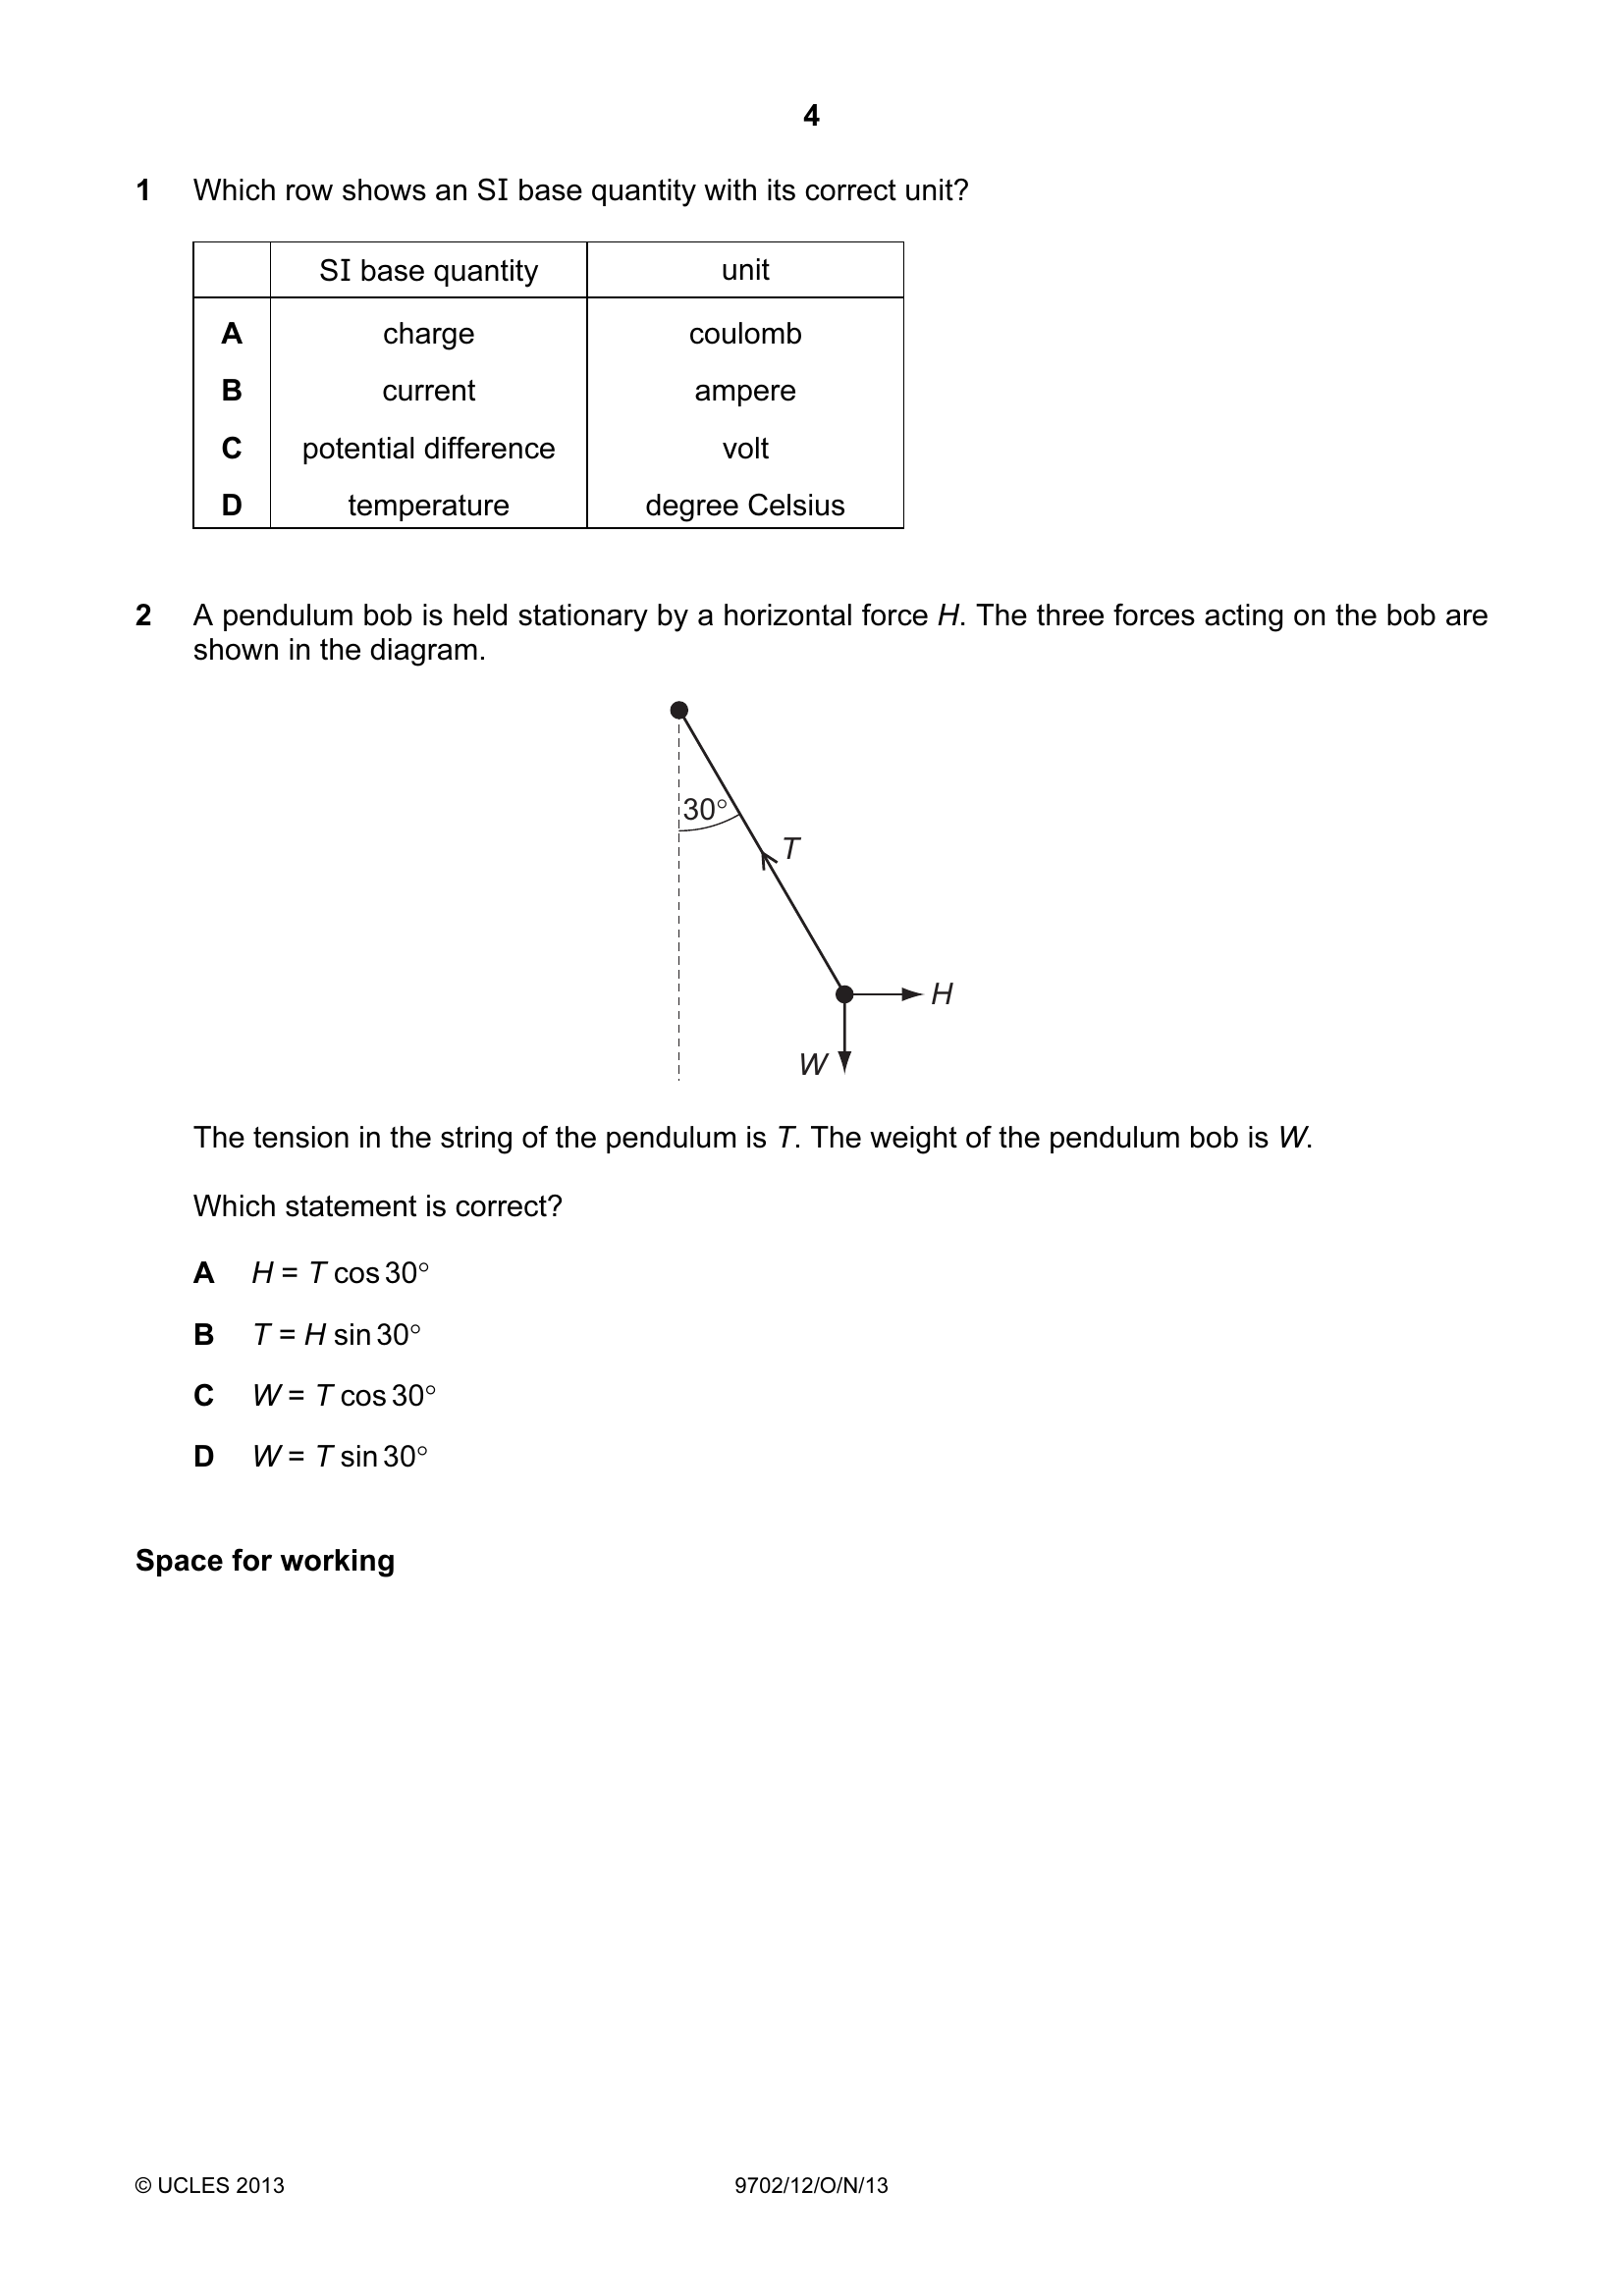 4
1 Which row shows an SI base quantity with its correct unit?
SI base quantity unit
A charge coulomb
B current ampere
C potential difference volt
D temperature degree Celsius
2 A pendulum bob is held stationary by a horizontal force H. The three forces acting on the bob are
shown in the diagram.
30°
T
H
W
The tension in the string of the pendulum is T. The weight of the pendulum bob is W.
Which statement is correct?
A H = T cos 30°
B T = H sin 30°
C W = T cos 30°
D W = T sin 30°
Space for working
© UCLES 2013 9702/12/O/N/13